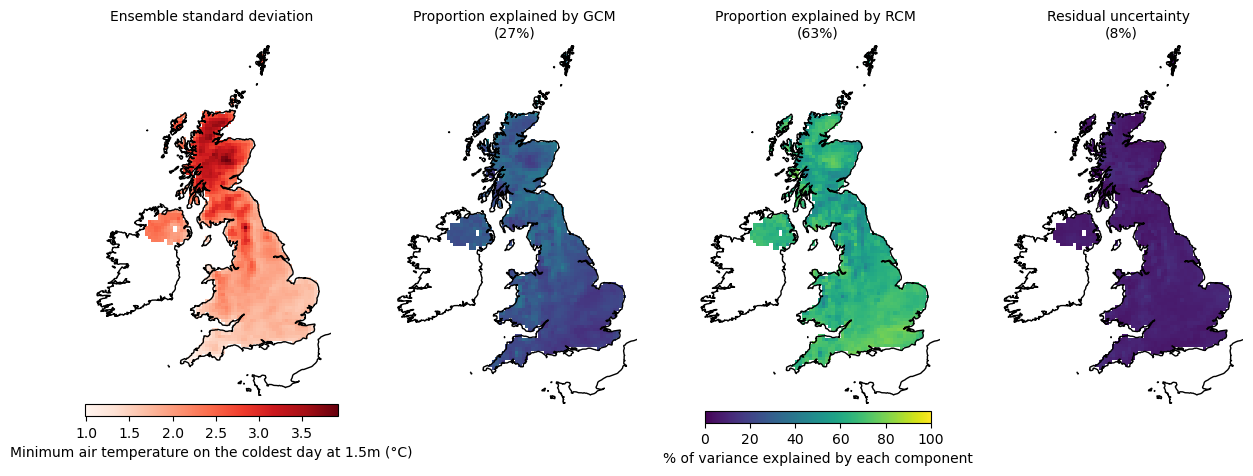 Ensemble standard deviation
Proportion explained by GCM
(27%)
Proportion explained by RCM
(63%)
Residual uncertainty
(8%)
1.0 1.5 2.0 2.5 3.0 3.5
Minimum air temperature on the coldest day at 1.5m (°C)
0 20 40 60 80 100
% of variance explained by each component